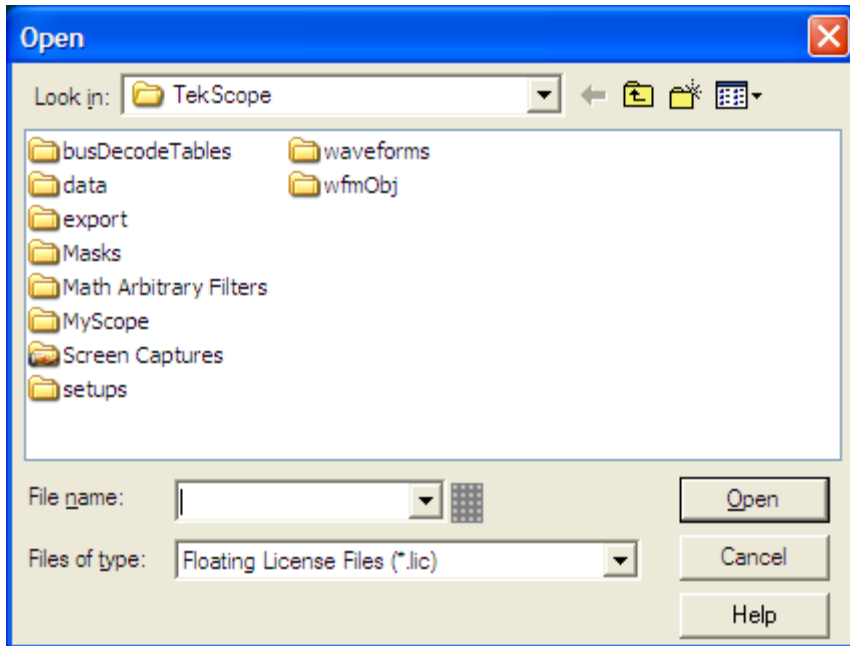 Open
Look in: TekScope
busDecodeTables waveforms
data wfmObj
export
Masks
Math Arbitrary Filters
MyScope
Screen Captures
setups
File name: Open
Files of type: Floating License Files (*.lic) Cancel
Help